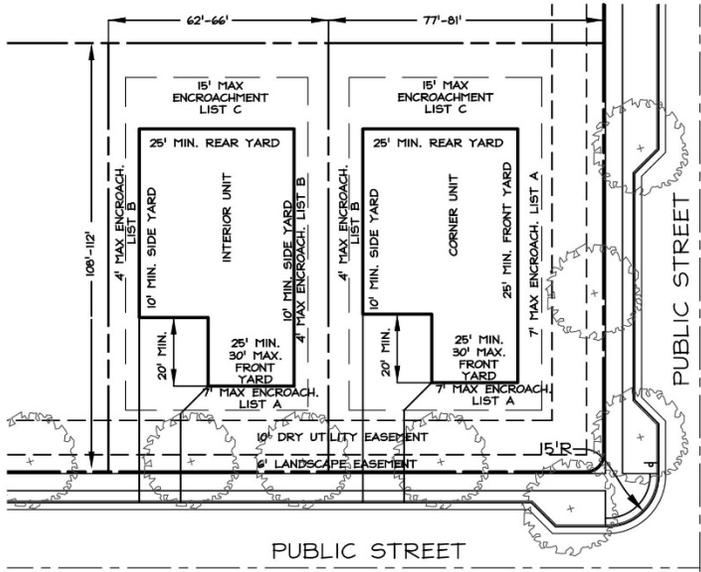 62'-66'
77'-81'
15' MAX
ENCROACHMENT
LIST C
15' MAX
ENCROACHMENT
LIST C
25' MIN. REAR YARD
25' MIN. REAR YARD
108'-112'
4' MAX ENCROACH.
LIST B
10' MIN. SIDE YARD
INTERIOR UNIT
10' MIN. SIDE YARD
4' MAX ENCROACH. LIST B
4' MAX ENCROACH.
LIST B
10' MIN. SIDE YARD
CORNER UNIT
25' MIN. FRONT YARD
7' MAX ENCROACH. LIST A
PUBLIC STREET
20' MIN.
25' MIN.
30' MAX.
FRONT
YARD
7' MAX ENCROACH.
LIST A
20' MIN.
25' MIN.
30' MAX.
FRONT
YARD
7' MAX ENCROACH.
LIST A
10' DRY UTILITY EASEMENT
15'R
6' LANDSCAPE EASEMENT
PUBLIC STREET